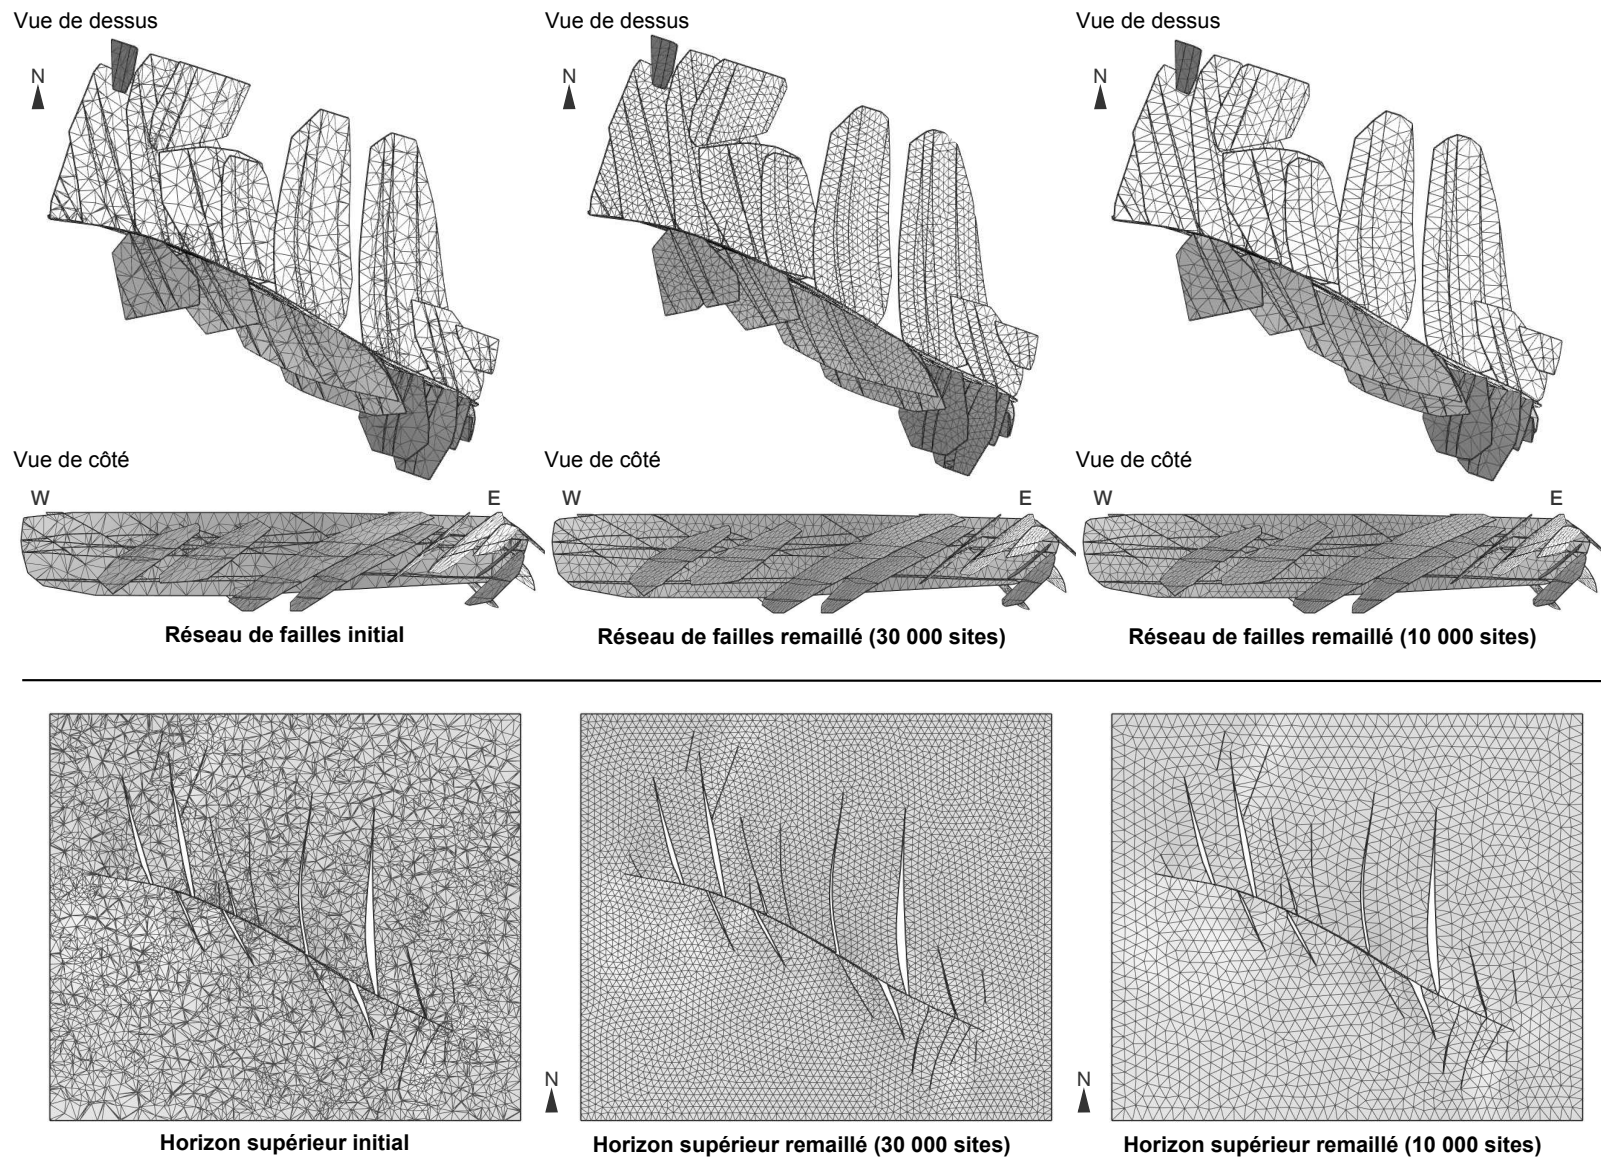 Vue de dessus
Vue de dessus
Vue de dessus
N
N
N
Vue de côté
Vue de côté
Vue de côté
W
E
W
E
W
E
Réseau de failles initial
Réseau de failles remaillé (30 000 sites)
Réseau de failles remaillé (10 000 sites)
N
N
Horizon supérieur initial
Horizon supérieur remaillé (30 000 sites)
Horizon supérieur remaillé (10 000 sites)